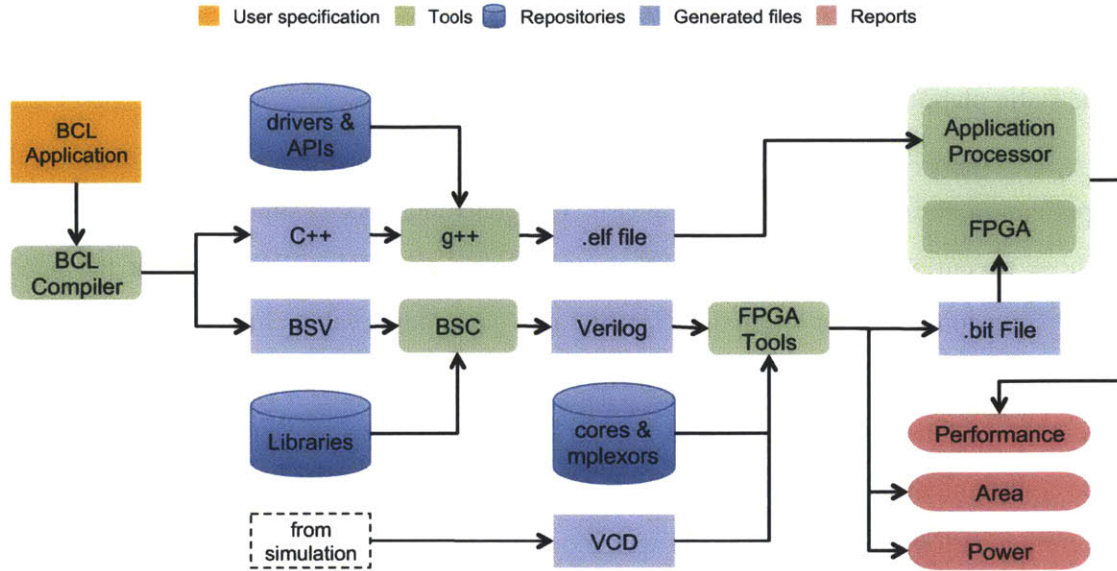 User specification
Tools
Repositories
Generated files
Reports
BCL
Application
drivers &
APIs
Application
Processor
BCL
Compiler
C++
g++
.elf file
FPGA
BSV
BSC
Verilog
FPGA
Tools
.bit File
Libraries
cores &
mplexors
Performance
Area
from
simulation
VCD
Power